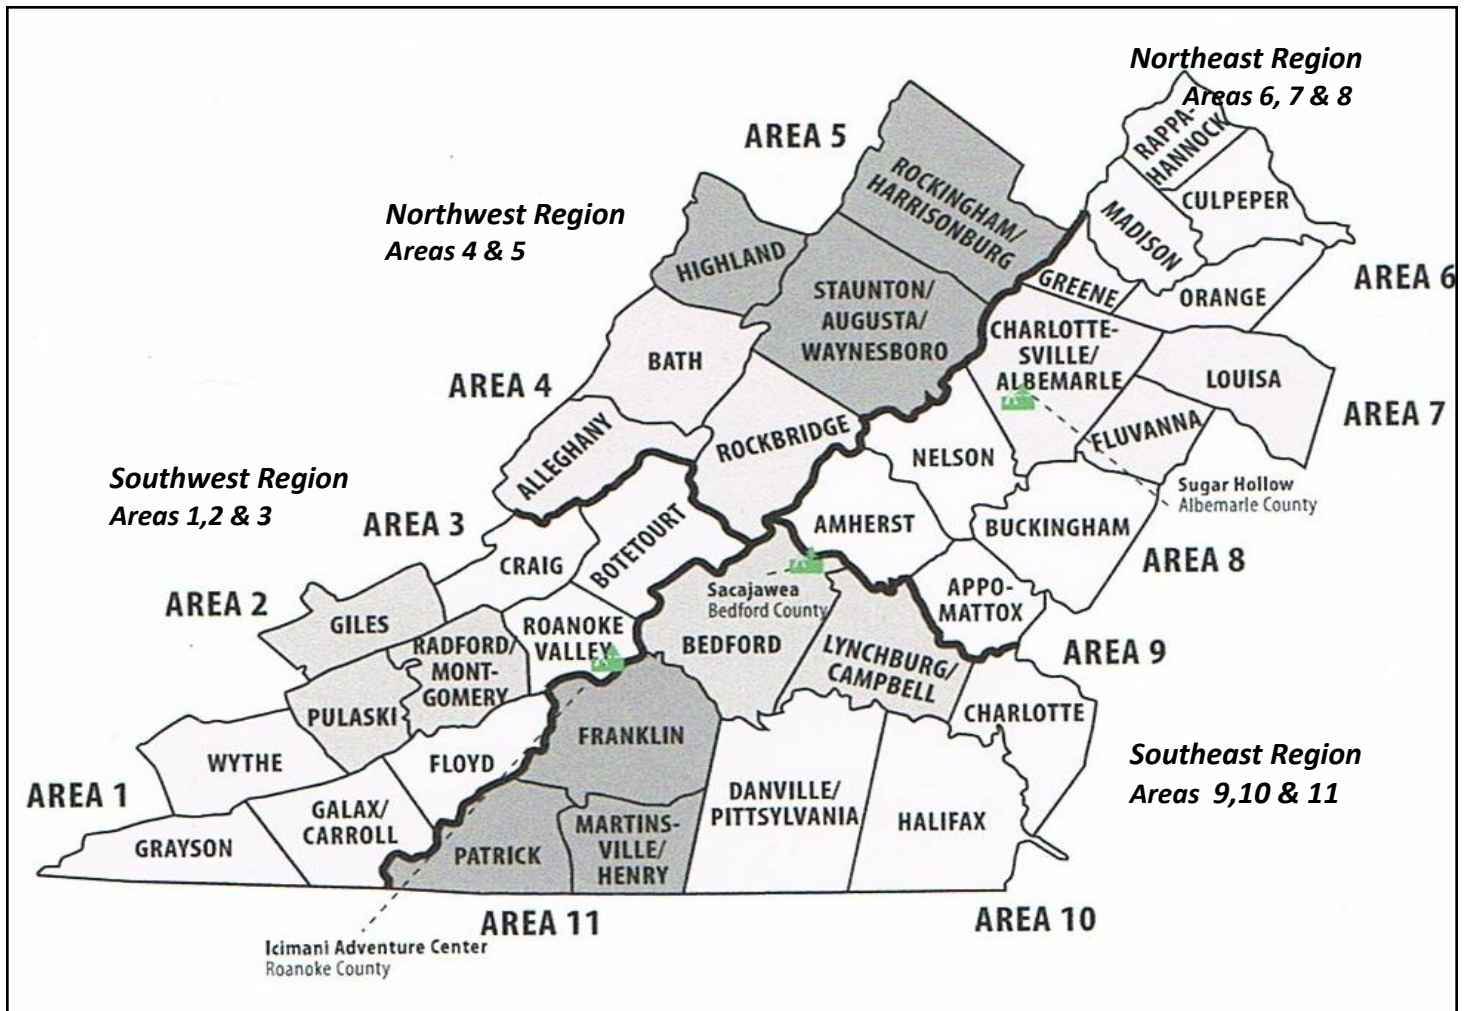 Northeast Region
Areas 6, 7 & 8
AREA 5
RAPPA-
HANNOCK
ROCKINGHAM/
HARRISONBURG
CULPEPER
MADISON
Northwest Region
Areas 4 & 5
HIGHLAND
AREA 6
GREENE
ORANGE
STAUNTON/
AUGUSTA/
WAYNESBORO
CHARLOTTE-
SVILLE/
ALBEMARLE
BATH
LOUISA
AREA 4
AREA 7
ROCKBRIDGE
FLUVANNA
ALLEGHANY
NELSON
Southwest Region
Areas 1,2 & 3
Sugar Hollow
Albemarle County
AREA 3
AMHERST
BUCKINGHAM
BOTETOURT
CRAIG
AREA 8
AREA 2
Sacajawea
Bedford County
APPO-
MATTOX
GILES
ROANOKE
VALLEY
RADFORD/
MONT-
GOMERY
BEDFORD
LYNCHBURG/
CAMPBELL
AREA 9
PULASKI
CHARLOTTE
FRANKLIN
WYTHE
FLOYD
Southeast Region
Areas 9,10 & 11
AREA 1
DANVILLE/
PITTSYLVANIA
GALAX/
CARROLL
HALIFAX
MARTINS-
VILLE/
HENRY
GRAYSON
PATRICK
AREA 11
AREA 10
Icimani Adventure Center
Roanoke County